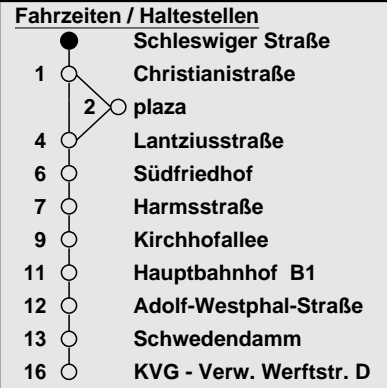 Fahrzeiten / Haltestellen
Schleswiger Straße
1 Christianistraße
2 plaza
4 Lantziusstraße
6 Südfriedhof
7 Harmsstraße
9 Kirchhofallee
11 Hauptbahnhof B1
12 Adolf-Westphal-Straße
13 Schwedendamm
16 KVG - Verw. Werftstr. D